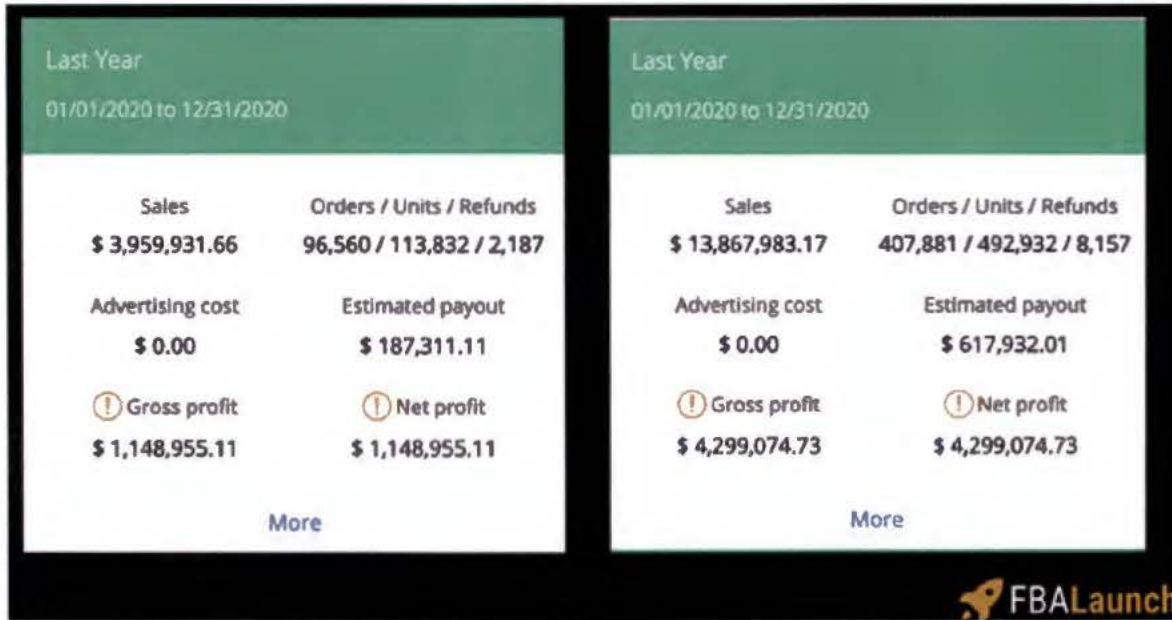 Last Year
01/01/2020 to 12/31/2020
Sales
Orders / Units / Refunds
$ 3,959,931.66
96,560 / 113,832 / 2,187
Advertising cost
Estimated payout
$ 0.00
$ 187,311.11
! Gross profit
! Net profit
$ 1,148,955.11
$ 1,148,955.11
More
Last Year
01/01/2020 to 12/31/2020
Sales
Orders / Units / Refunds
$ 13,867,983.17
407,881 / 492,932 / 8,157
Advertising cost
Estimated payout
$ 0.00
$ 617,932.01
! Gross profit
! Net profit
$ 4,299,074.73
$ 4,299,074.73
More
FBALaunch